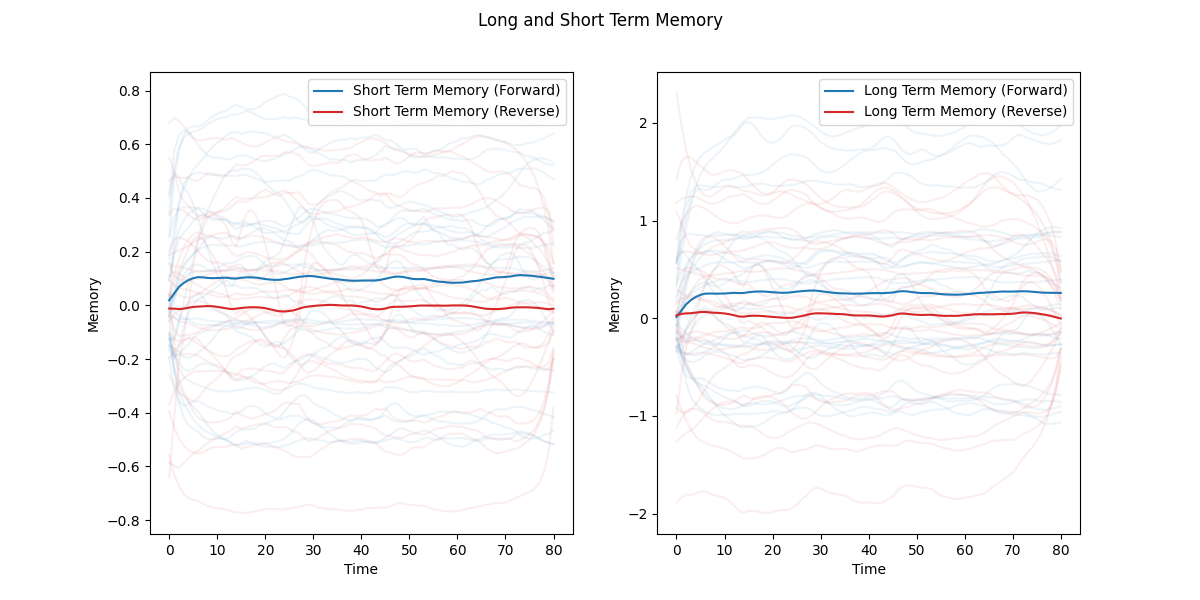 Long and Short Term Memory
Short Term Memory (Forward)
Short Term Memory (Reverse)
0.8
0.6
0.4
0.2
0.0
−0.2
−0.4
−0.6
−0.8
Memory
0 10 20 30 40 50 60 70 80
Time
Long Term Memory (Forward)
Long Term Memory (Reverse)
2
1
0
−1
−2
Memory
0 10 20 30 40 50 60 70 80
Time